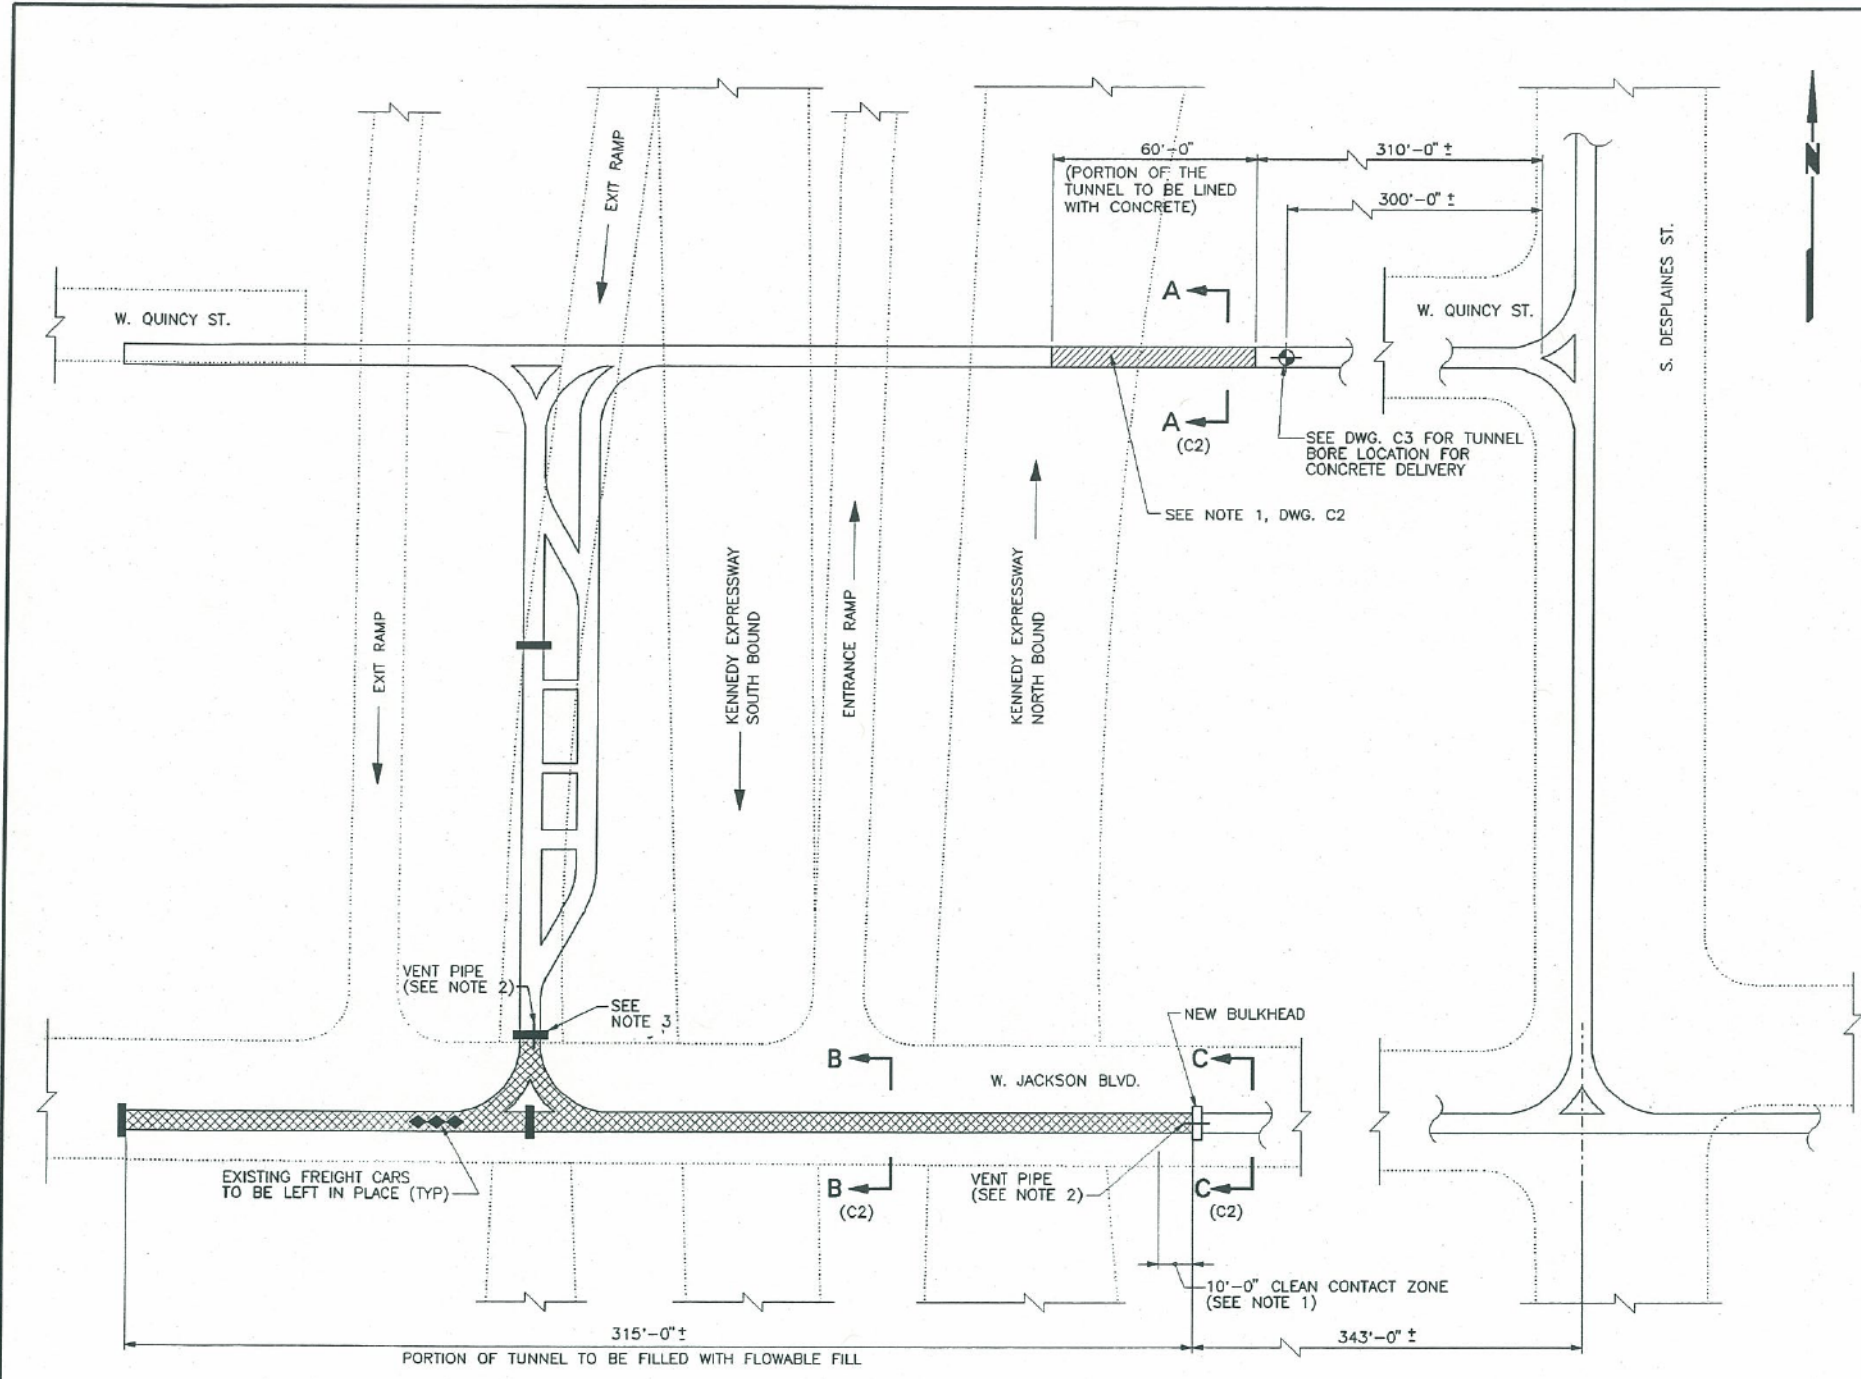 60'-0"
310'-0" ±
(PORTION OF THE
TUNNEL TO BE LINED
WITH CONCRETE)
300'-0" ±
N
EXIT RAMP
S. DESPLAINES ST.
A
W. QUINCY ST.
W. QUINCY ST.
A
(C2)
SEE DWG. C3 FOR TUNNEL
BORE LOCATION FOR
CONCRETE DELIVERY
SEE NOTE 1, DWG. C2
EXIT RAMP
KENNEDY EXPRESSWAY
SOUTH BOUND
ENTRANCE RAMP
KENNEDY EXPRESSWAY
NORTH BOUND
VENT PIPE
(SEE NOTE 2)
SEE
NOTE 3
NEW BULKHEAD
B
W. JACKSON BLVD.
C
EXISTING FREIGHT CARS
TO BE LEFT IN PLACE (TYP)
B
(C2)
VENT PIPE
(SEE NOTE 2)
C
(C2)
10'-0" CLEAN CONTACT ZONE
(SEE NOTE 1)
315'-0" ±
343'-0" ±
PORTION OF TUNNEL TO BE FILLED WITH FLOWABLE FILL